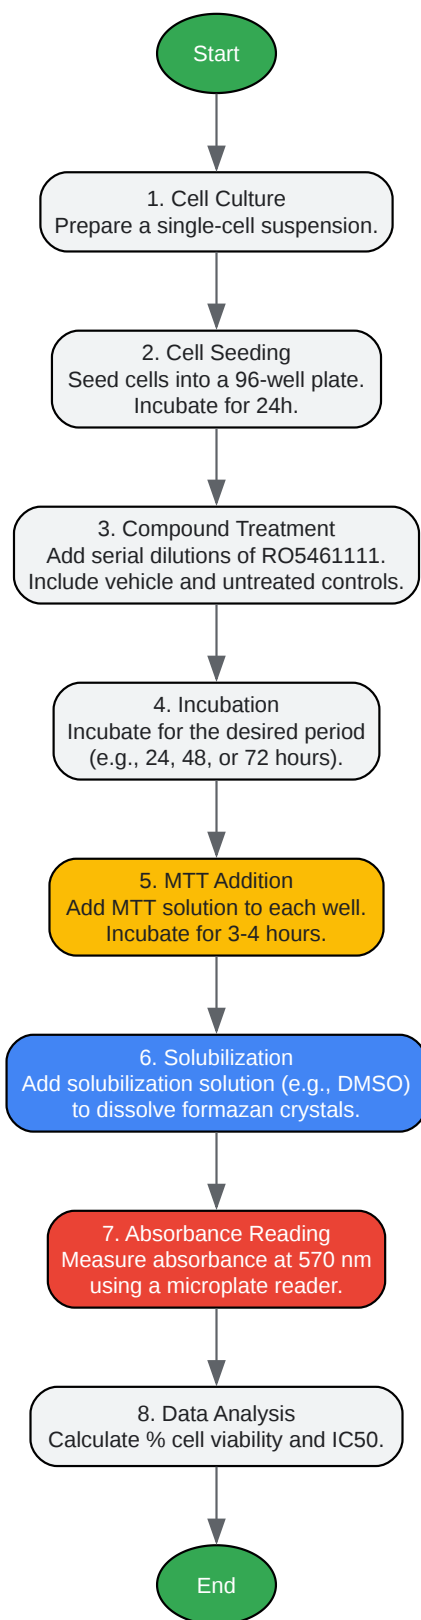 Start
1. Cell Culture
Prepare a single-cell suspension.
2. Cell Seeding
Seed cells into a 96-well plate.
Incubate for 24h.
3. Compound Treatment
Add serial dilutions of RO5461111.
Include vehicle and untreated controls.
4. Incubation
Incubate for the desired period
(e.g., 24, 48, or 72 hours).
5. MTT Addition
Add MTT solution to each well.
Incubate for 3-4 hours.
6. Solubilization
Add solubilization solution (e.g., DMSO)
to dissolve formazan crystals.
7. Absorbance Reading
Measure absorbance at 570 nm
using a microplate reader.
8. Data Analysis
Calculate % cell viability and IC50.
End